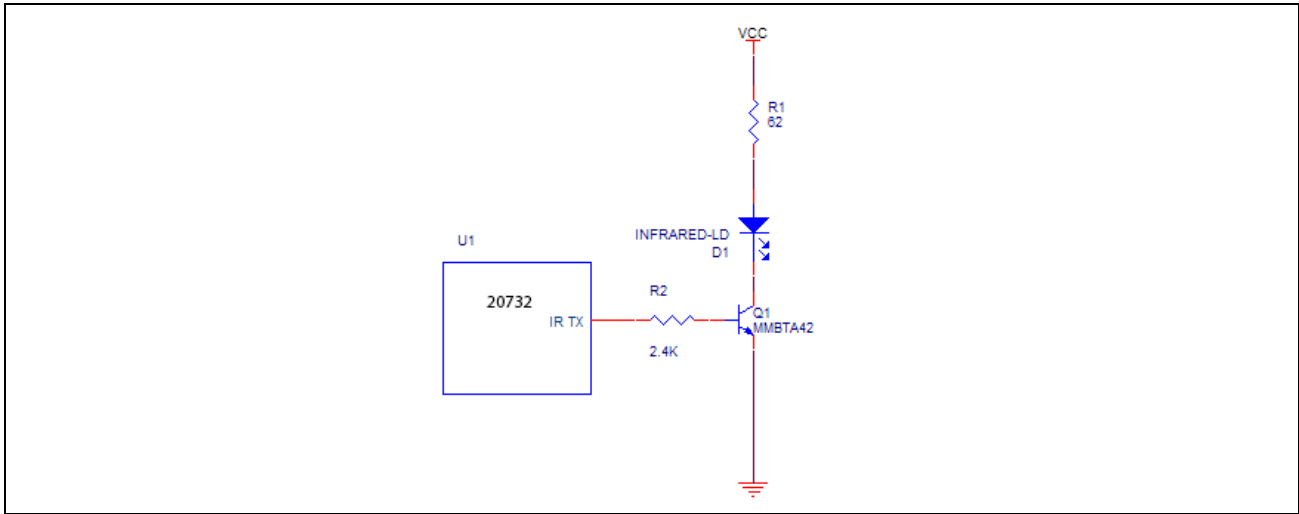 VCC
R1
62
INFRARED-LD
D1
U1
20732
IR TX
R2
2.4K
Q1
MMBTA42